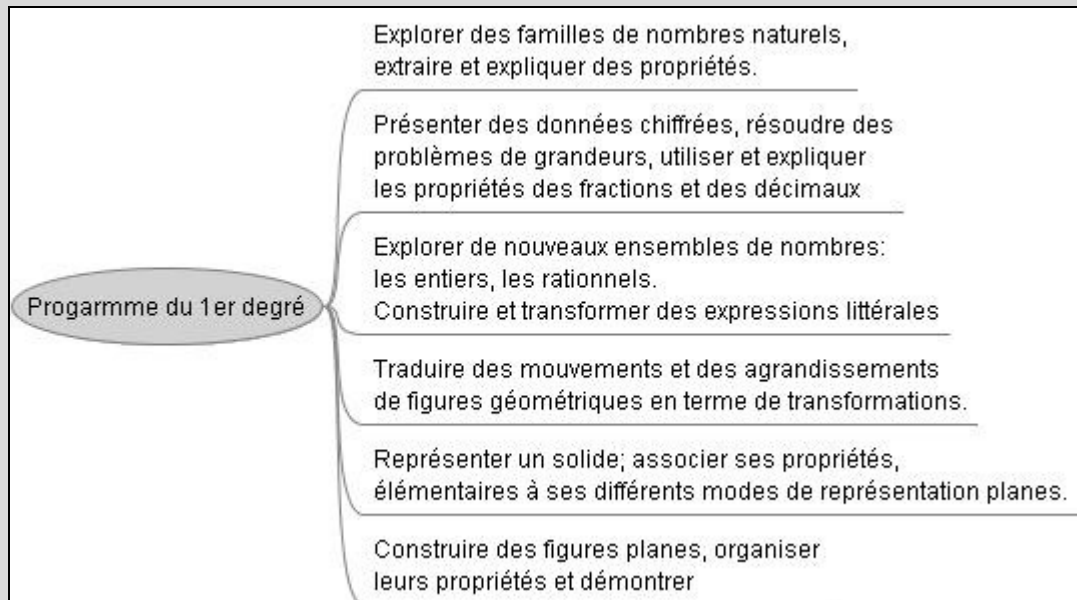 Explorer des familles de nombres naturels,
extraire et expliquer des propriétés.
Présenter des données chiffrées, résoudre des
problèmes de grandeurs, utiliser et expliquer
les propriétés des fractions et des décimaux
Explorer de nouveaux ensembles de nombres:
les entiers, les rationnels.
Construire et transformer des expressions littérales
Progarmme du 1er degré
Traduire des mouvements et des agrandissements
de figures géométriques en terme de transformations.
Représenter un solide; associer ses propriétés,
élémentaires à ses différents modes de représentation planes.
Construire des figures planes, organiser
leurs propriétés et démontrer